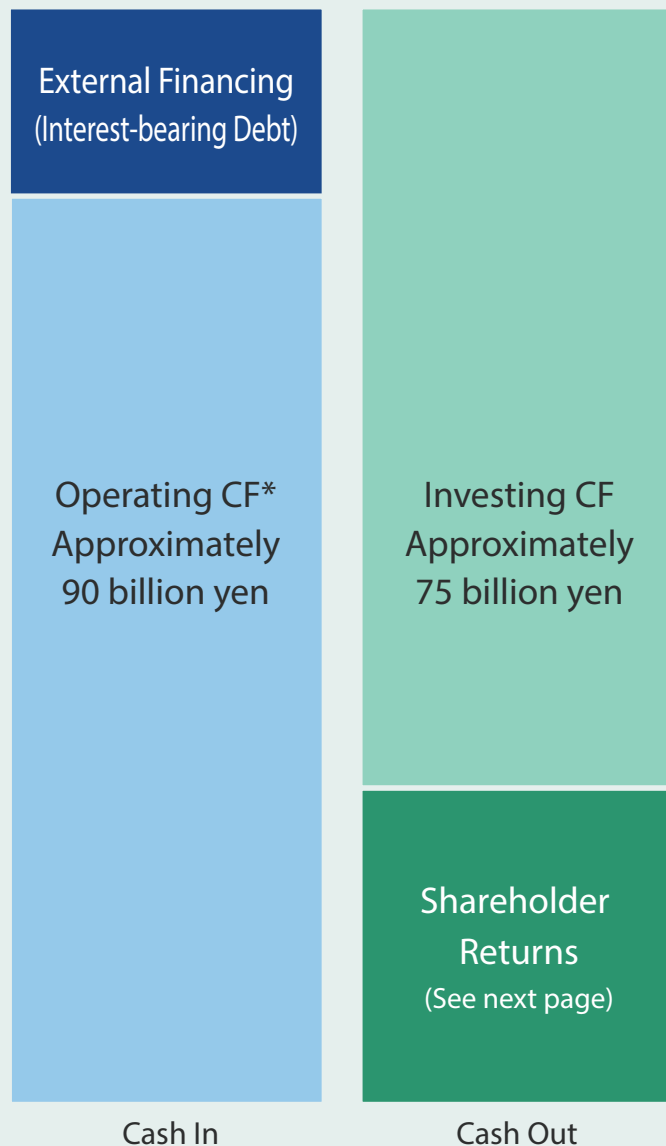 External Financing
(Interest-bearing Debt)
Operating CF*
Approximately
90 billion yen
Cash In
Investing CF
Approximately
75 billion yen
Shareholder
Returns
(See next page)
Cash Out